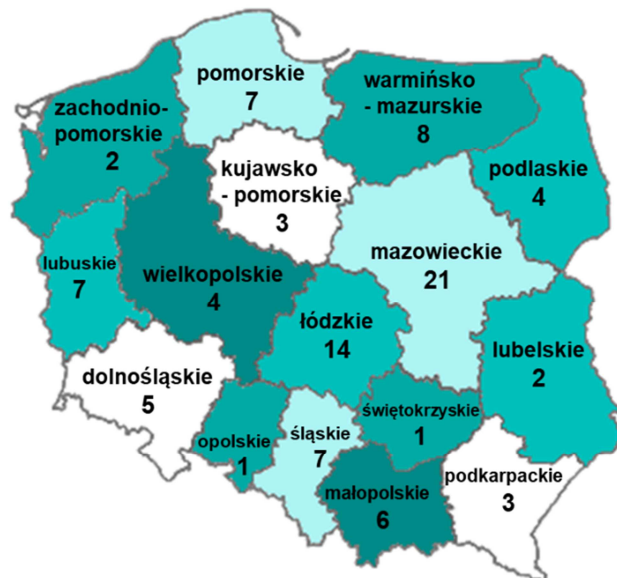 pomorskie
7
warmińsko
- mazurskie
8
zachodnio-
pomorskie
2
podlaskie
4
kujawsko
- pomorskie
3
mazowieckie
21
lubuskie
7
wielkopolskie
4
łódzkie
14
lubelskie
2
dolnośląskie
5
opolskie
1
śląskie
7
świętokrzyskie
1
małopolskie
6
podkarpackie
3